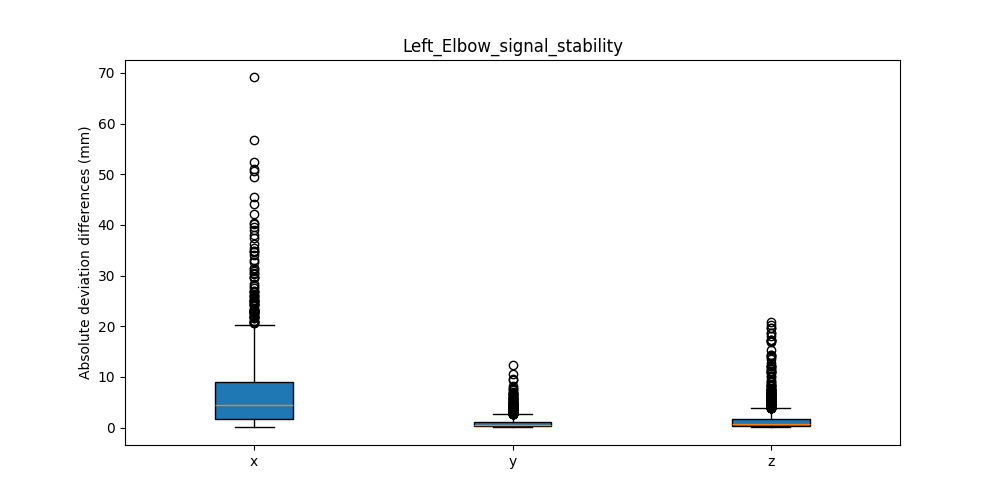 Left_Elbow_signal_stability
Absolute deviation differences (mm)
70
60
50
40
30
20
10
0
x
y
z